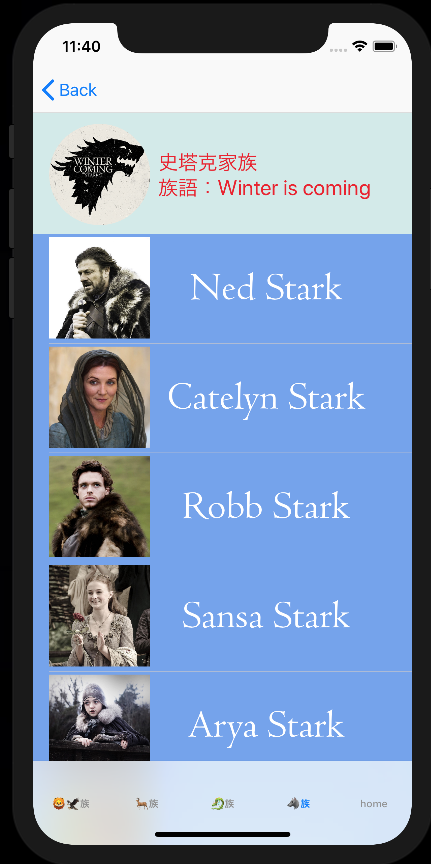 11:40
Back
WINTER
COMING
史塔克家族
族語：Winter is coming
Ned Stark
Catelyn Stark
Robb Stark
Sansa Stark
Arya Stark
🦁🦅族
🦌族
🐉族
🐺族
home